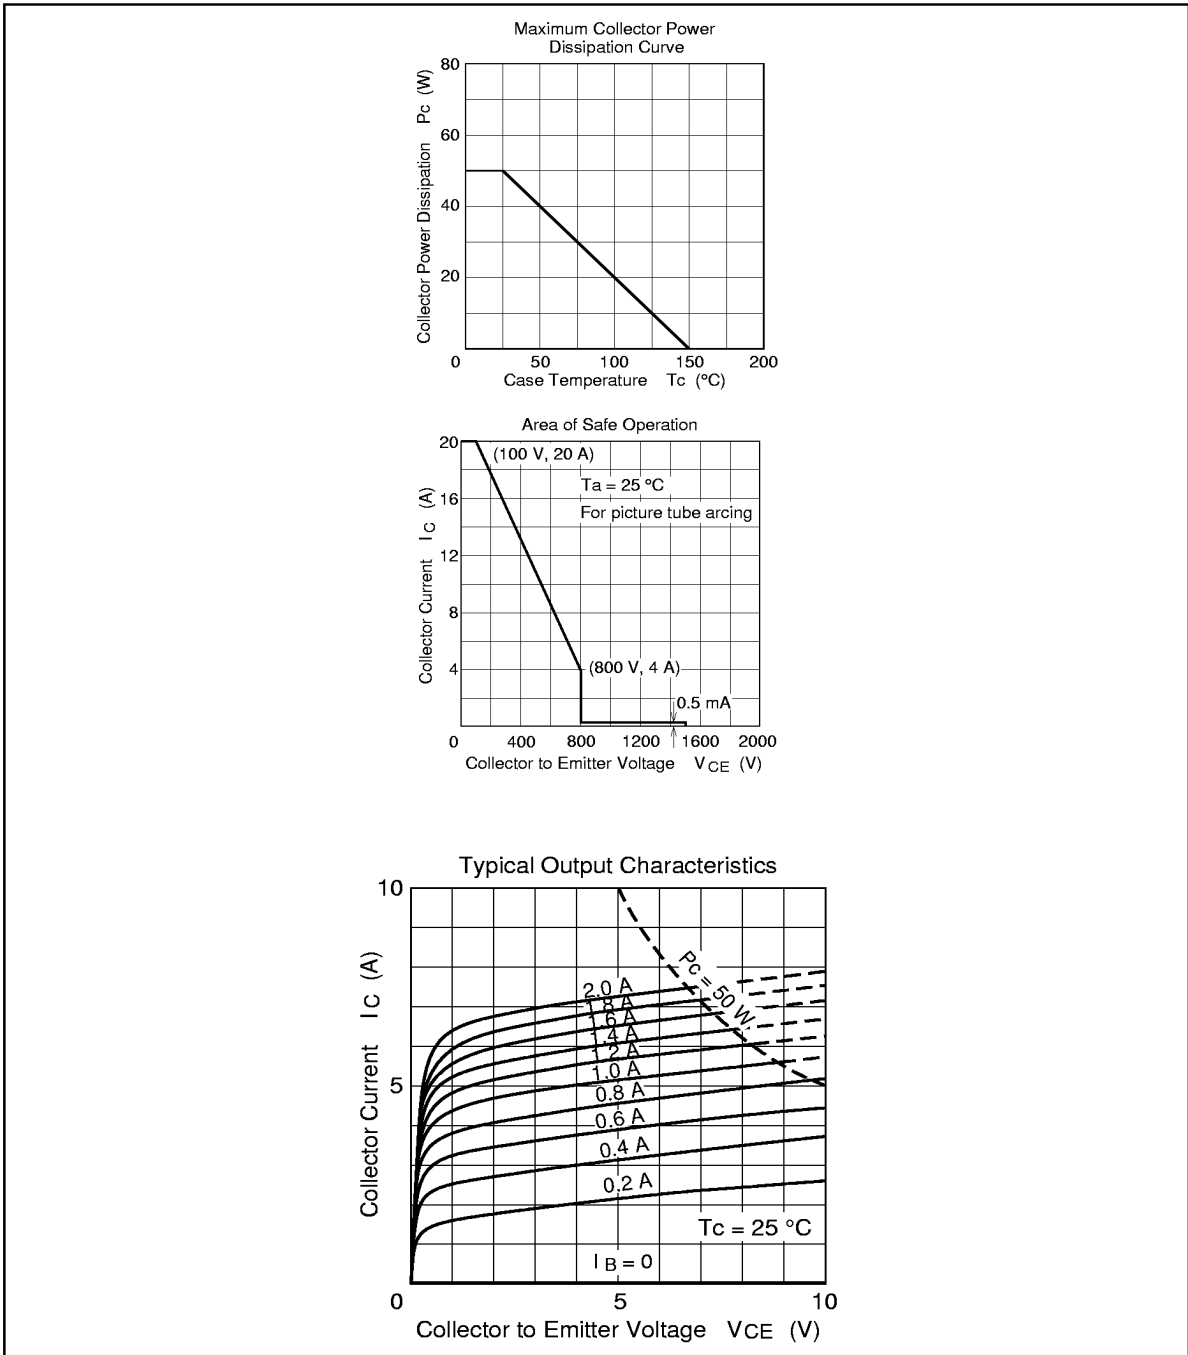 Maximum Collector Power
Dissipation Curve
80
60
40
20
0
50
100
150
200
Collector Power Dissipation Pc (W)
Case Temperature Tc (°C)
Area of Safe Operation
20
16
12
8
4
0
400
800
1200
1600
2000
(100 V, 20 A)
Ta = 25 °C
For picture tube arcing
(800 V, 4 A)
0.5 mA
Collector Current IC (A)
Collector to Emitter Voltage VCE (V)
Typical Output Characteristics
10
5
0
5
10
Pc = 50 W
2.0 A
1.8 A
1.6 A
1.4 A
1.2 A
1.0 A
0.8 A
0.6 A
0.4 A
0.2 A
Tc = 25 °C
IB = 0
Collector Current IC (A)
Collector to Emitter Voltage VCE (V)